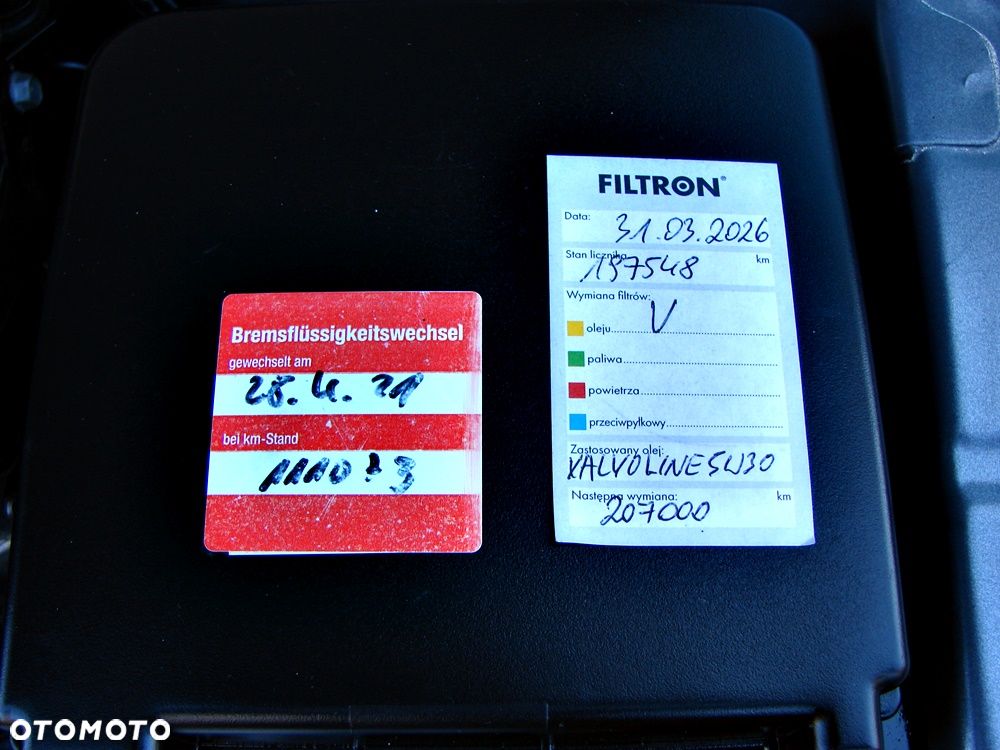 Bremsflüssigkeitswechsel
gewechselt am
28.4.21
bei km-Stand
FILTRON®
Data: 31.03.2026
Stan licznika 197548 km
Wymiana filtrów:
oleju.......... V
paliwa..........
powietrza..........
przeciwpyłkowy..........
Zastosowany olej:
VALVOLINE 5W30
Następna wymiana: km
207000
OTOMOTO